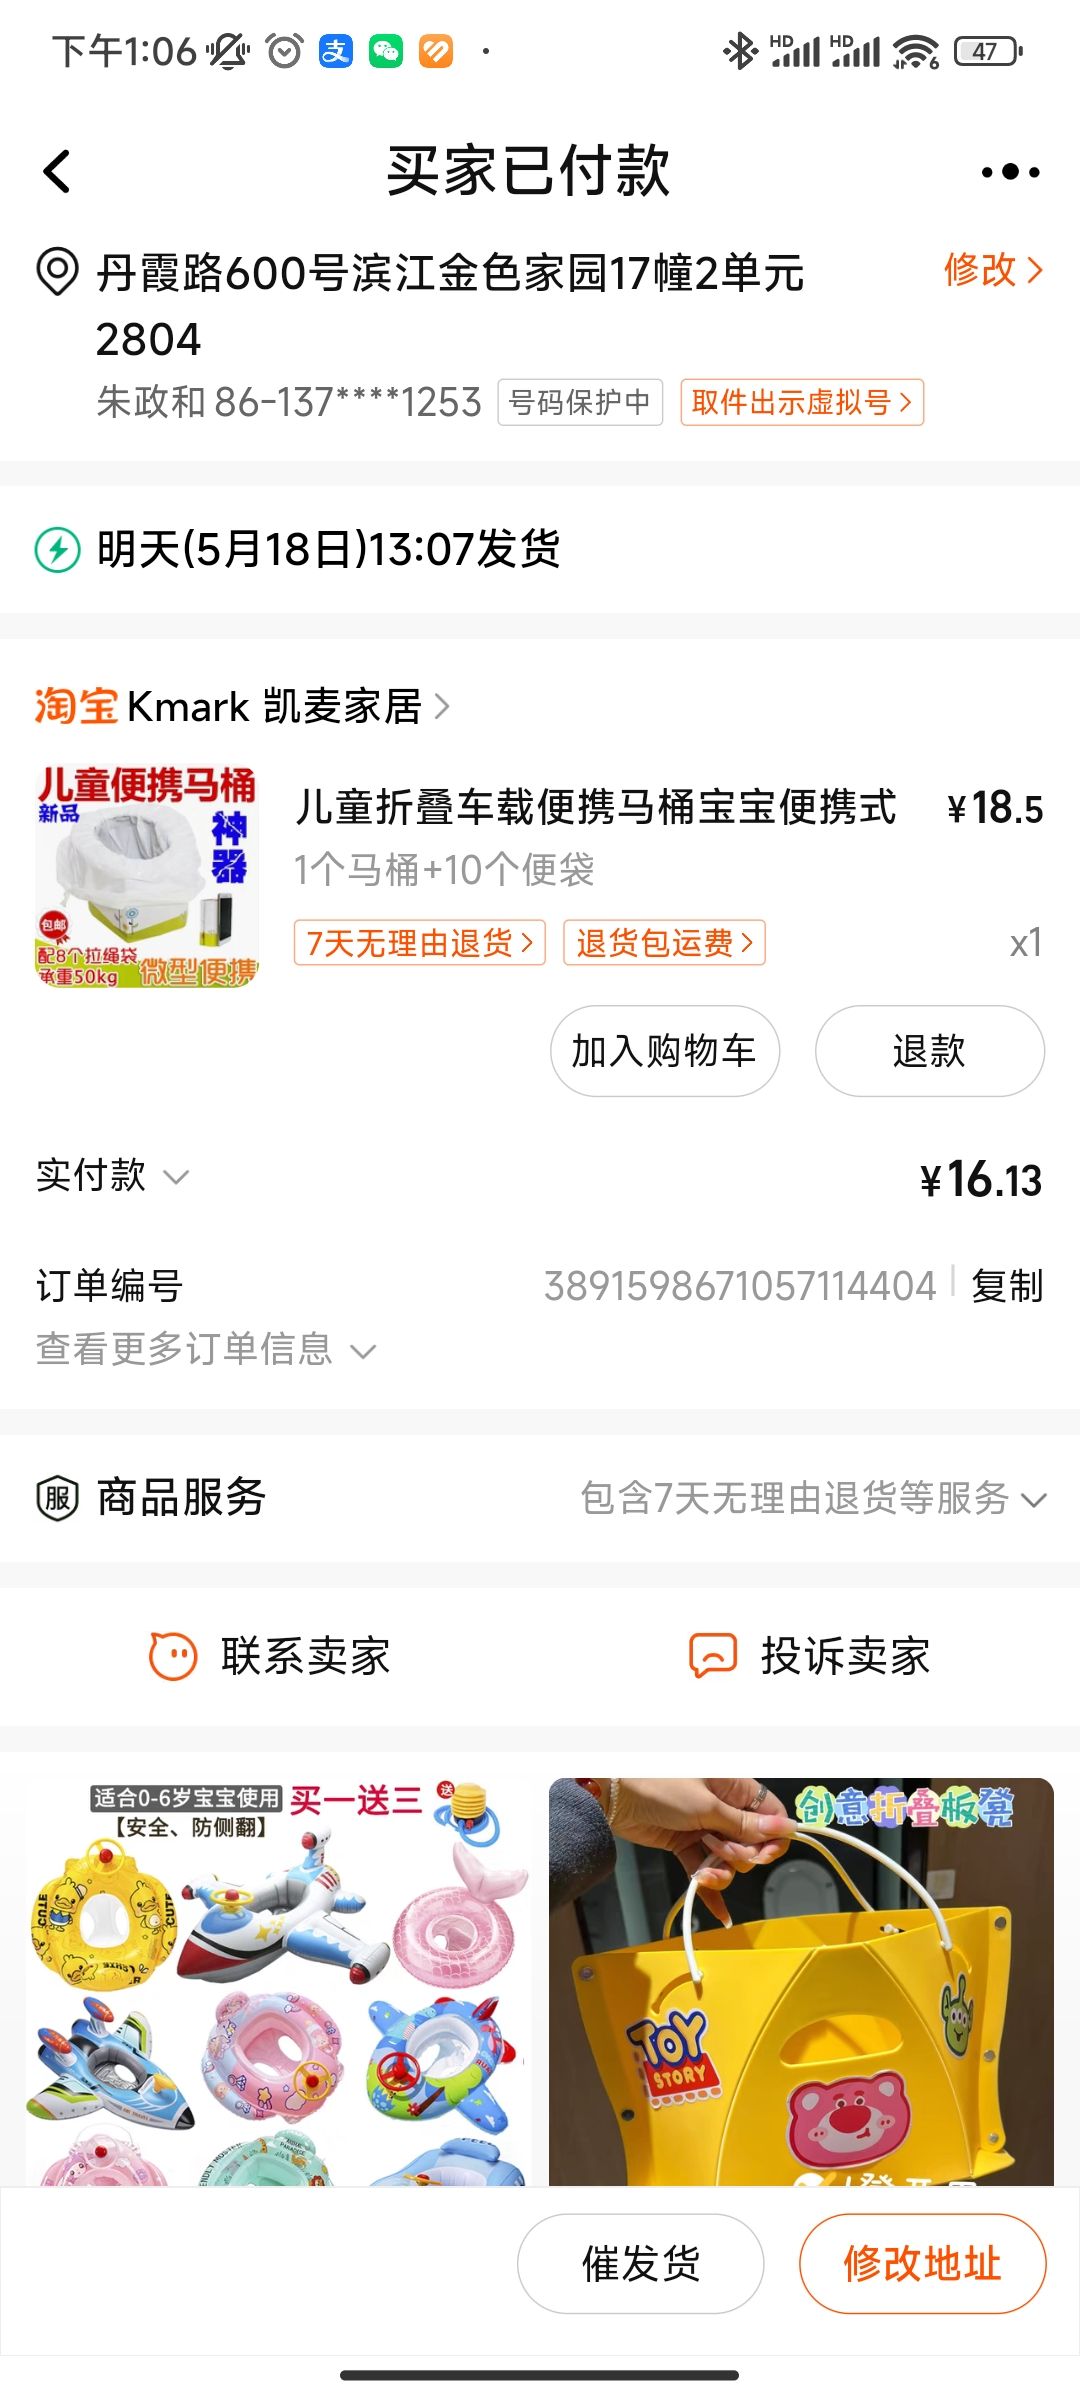 下午1:06
支
HD HD 6 47
买家已付款
丹霞路600号滨江金色家园17幢2单元
2804
修改
朱政和 86-137****1253 号码保护中 取件出示虚拟号
明天(5月18日)13:07发货
淘宝 Kmark 凯麦家居
儿童便携马桶
新品
神器
包邮
配8个拉绳袋
承重50kg
微型便携
儿童折叠车载便携马桶宝宝便携式 ¥18.5
1个马桶+10个便袋
7天无理由退货 退货包运费 x1
加入购物车 退款
实付款 ¥16.13
订单编号 3891598671057114404 复制
查看更多订单信息
服 商品服务 包含7天无理由退货等服务
联系卖家 投诉卖家
适合0-6岁宝宝使用 买一送三 送
【安全、防侧翻】
CUTE
CUTE
创意折叠板凳
TOY
STORY
催发货 修改地址